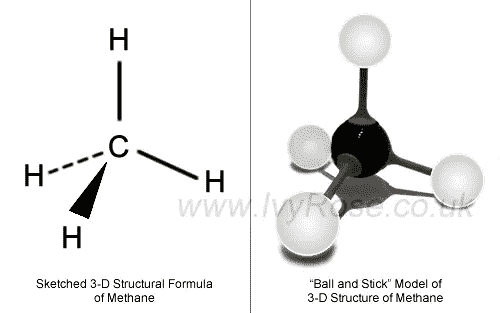 H
C
H
H
H
www.IvyRose.co.uk
Sketched 3-D Structural Formula
of Methane
“Ball and Stick” Model of
3-D Structure of Methane